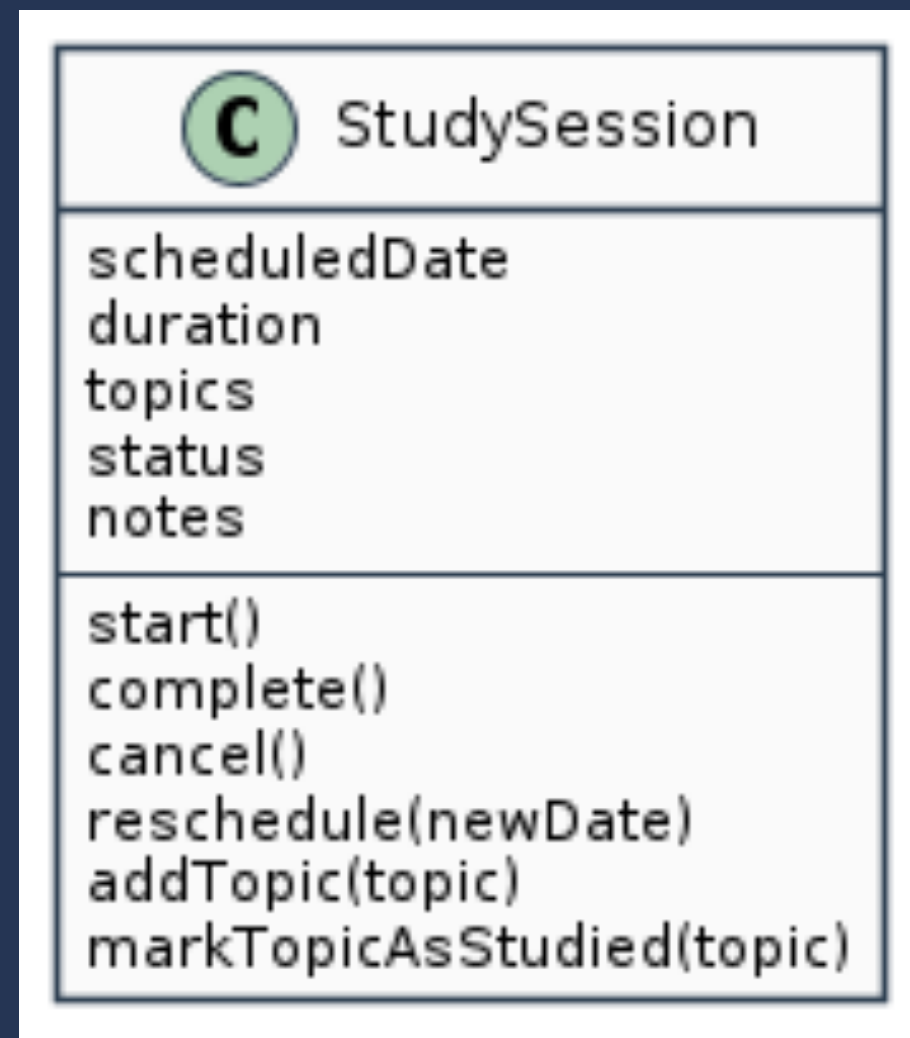 C StudySession
scheduledDate
duration
topics
status
notes
start()
complete()
cancel()
reschedule(newDate)
addTopic(topic)
markTopicAsStudied(topic)